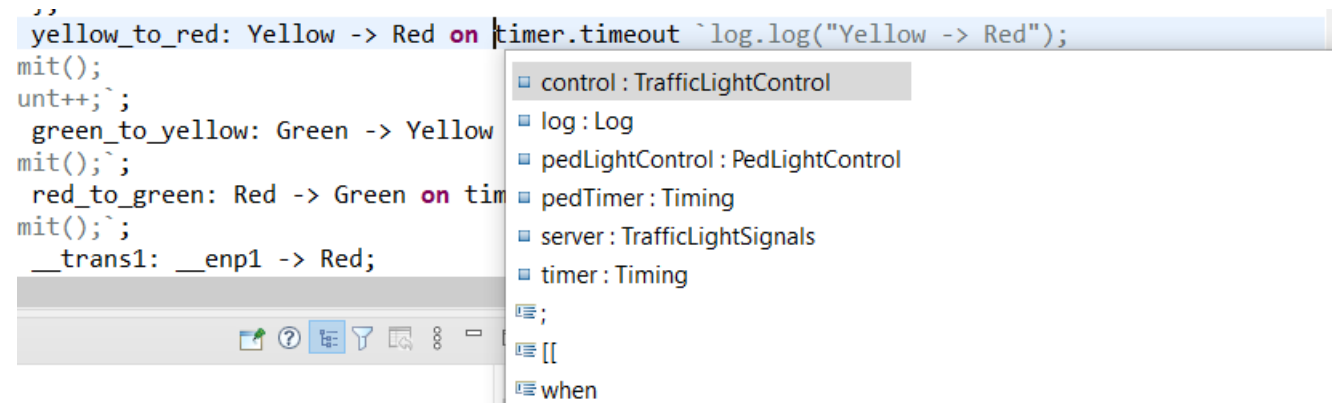 yellow_to_red: Yellow -> Red on timer.timeout `log.log("Yellow -> Red");
mit();
unt++;`;
green_to_yellow: Green -> Yellow
mit();`;
red_to_green: Red -> Green on tim
mit();`;
__trans1: __enp1 -> Red;
control : TrafficLightControl
log : Log
pedLightControl : PedLightControl
pedTimer : Timing
server : TrafficLightSignals
timer : Timing
;
[[
when